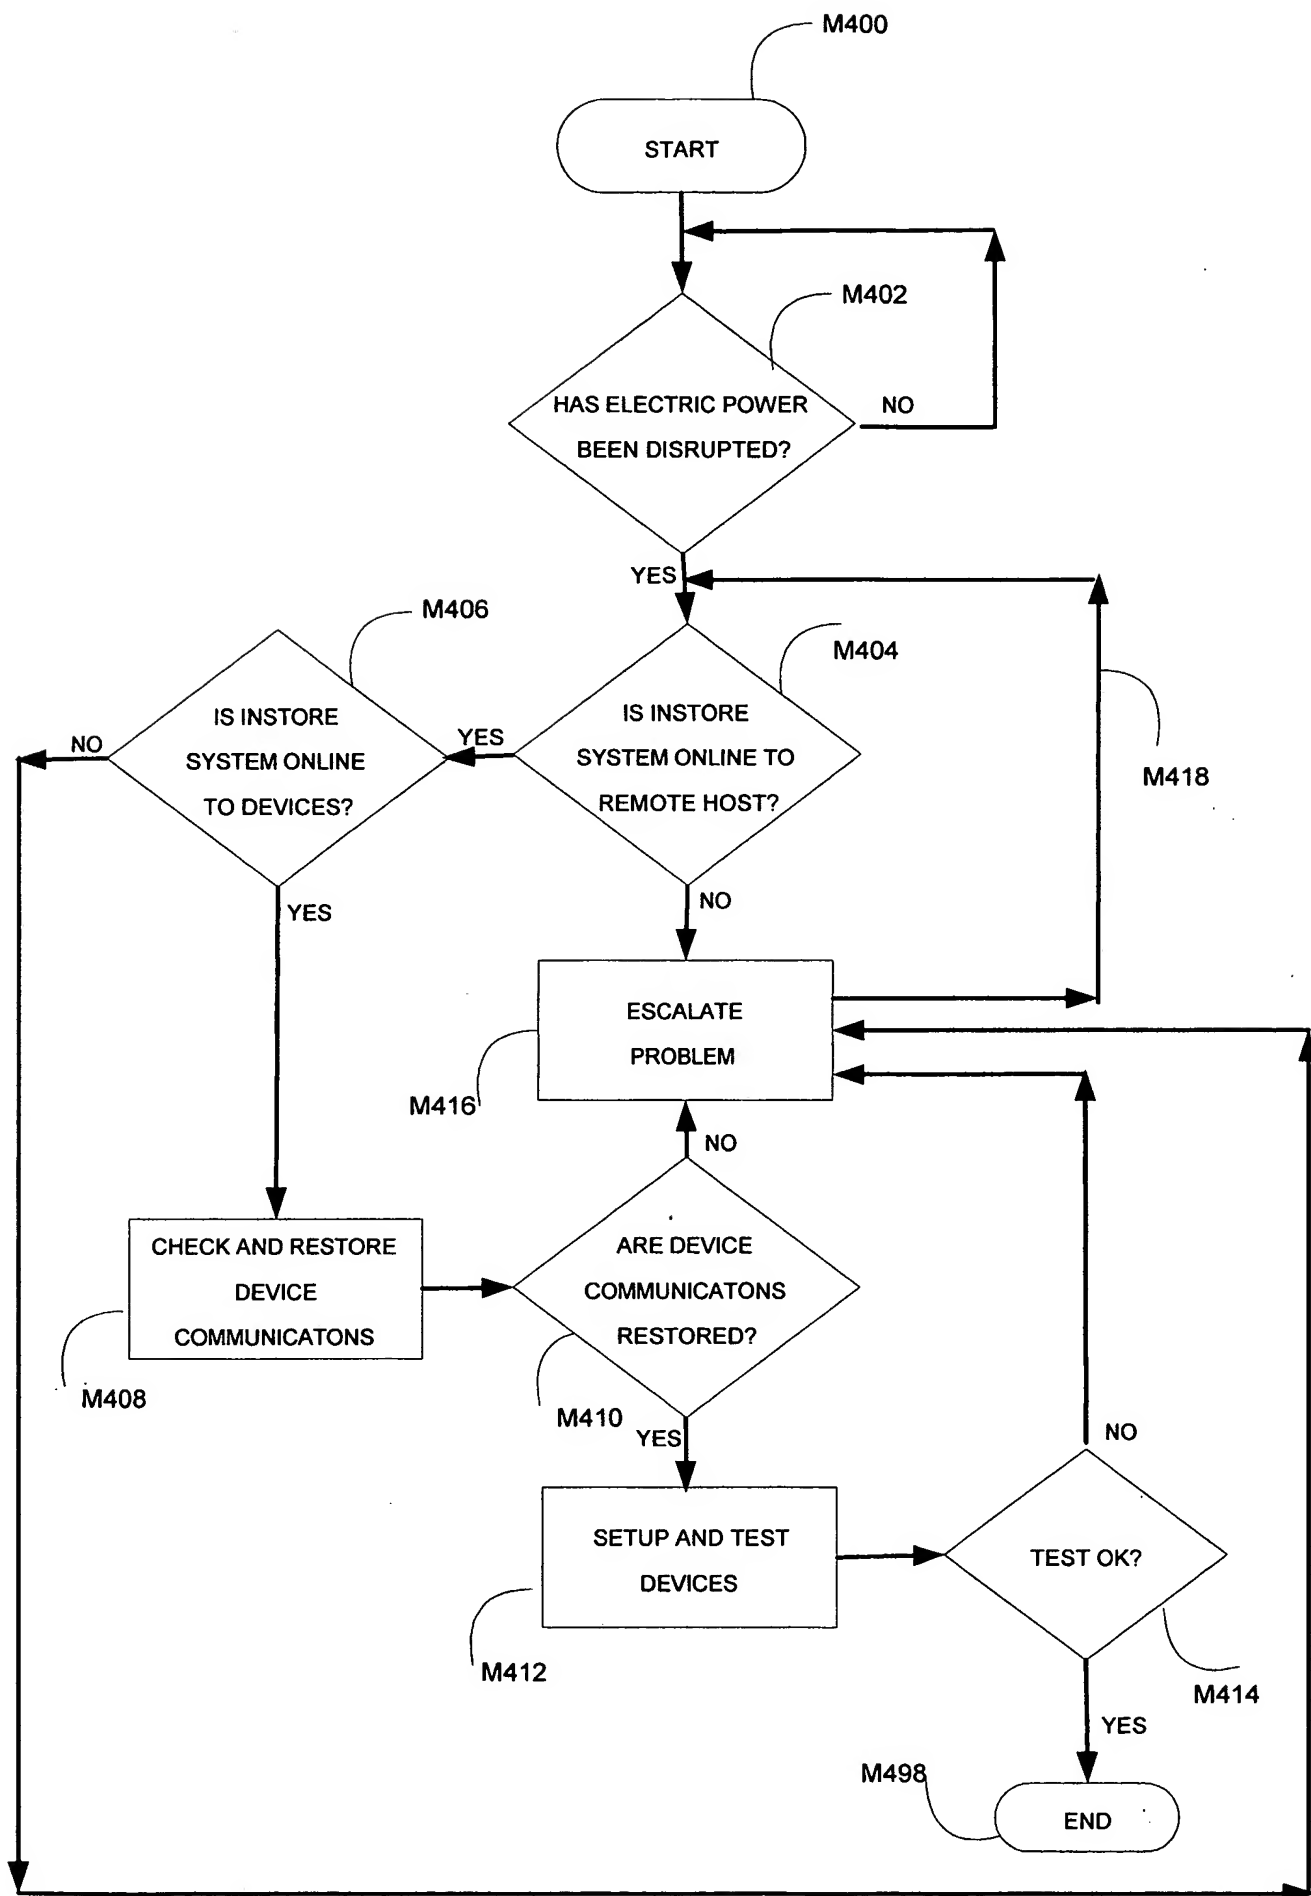 M400
START
M402
HAS ELECTRIC POWER
BEEN DISRUPTED?
NO
YES
M406
M404
IS INSTORE
SYSTEM ONLINE
TO DEVICES?
NO
YES
IS INSTORE
SYSTEM ONLINE TO
REMOTE HOST?
YES
NO
M418
ESCALATE
PROBLEM
M416
NO
CHECK AND RESTORE
DEVICE
COMMUNICATONS
M408
ARE DEVICE
COMMUNICATONS
RESTORED?
M410
YES
NO
SETUP AND TEST
DEVICES
M412
TEST OK?
M414
YES
M498
END